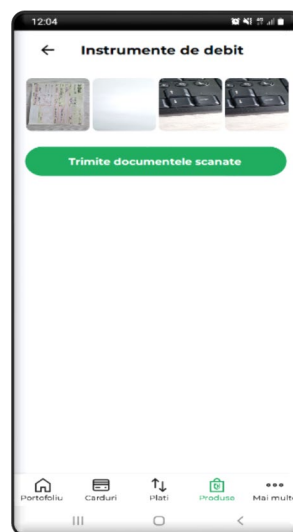 12:04
Instrumente de debit
Trimite documentele scanate
Portofoliu Carduri Plati Produse Mai multe